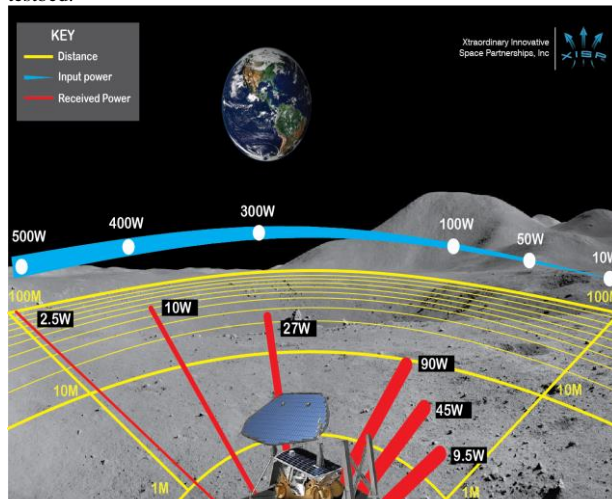 KEY
Distance
Input power
Received Power
Xtraordinary Innovative
Space Partnerships, Inc
XISP
500W
400W
300W
100W
50W
10W
100M
100M
2.5W
10W
27W
90W
45W
9.5W
10M
10M
1M
1M